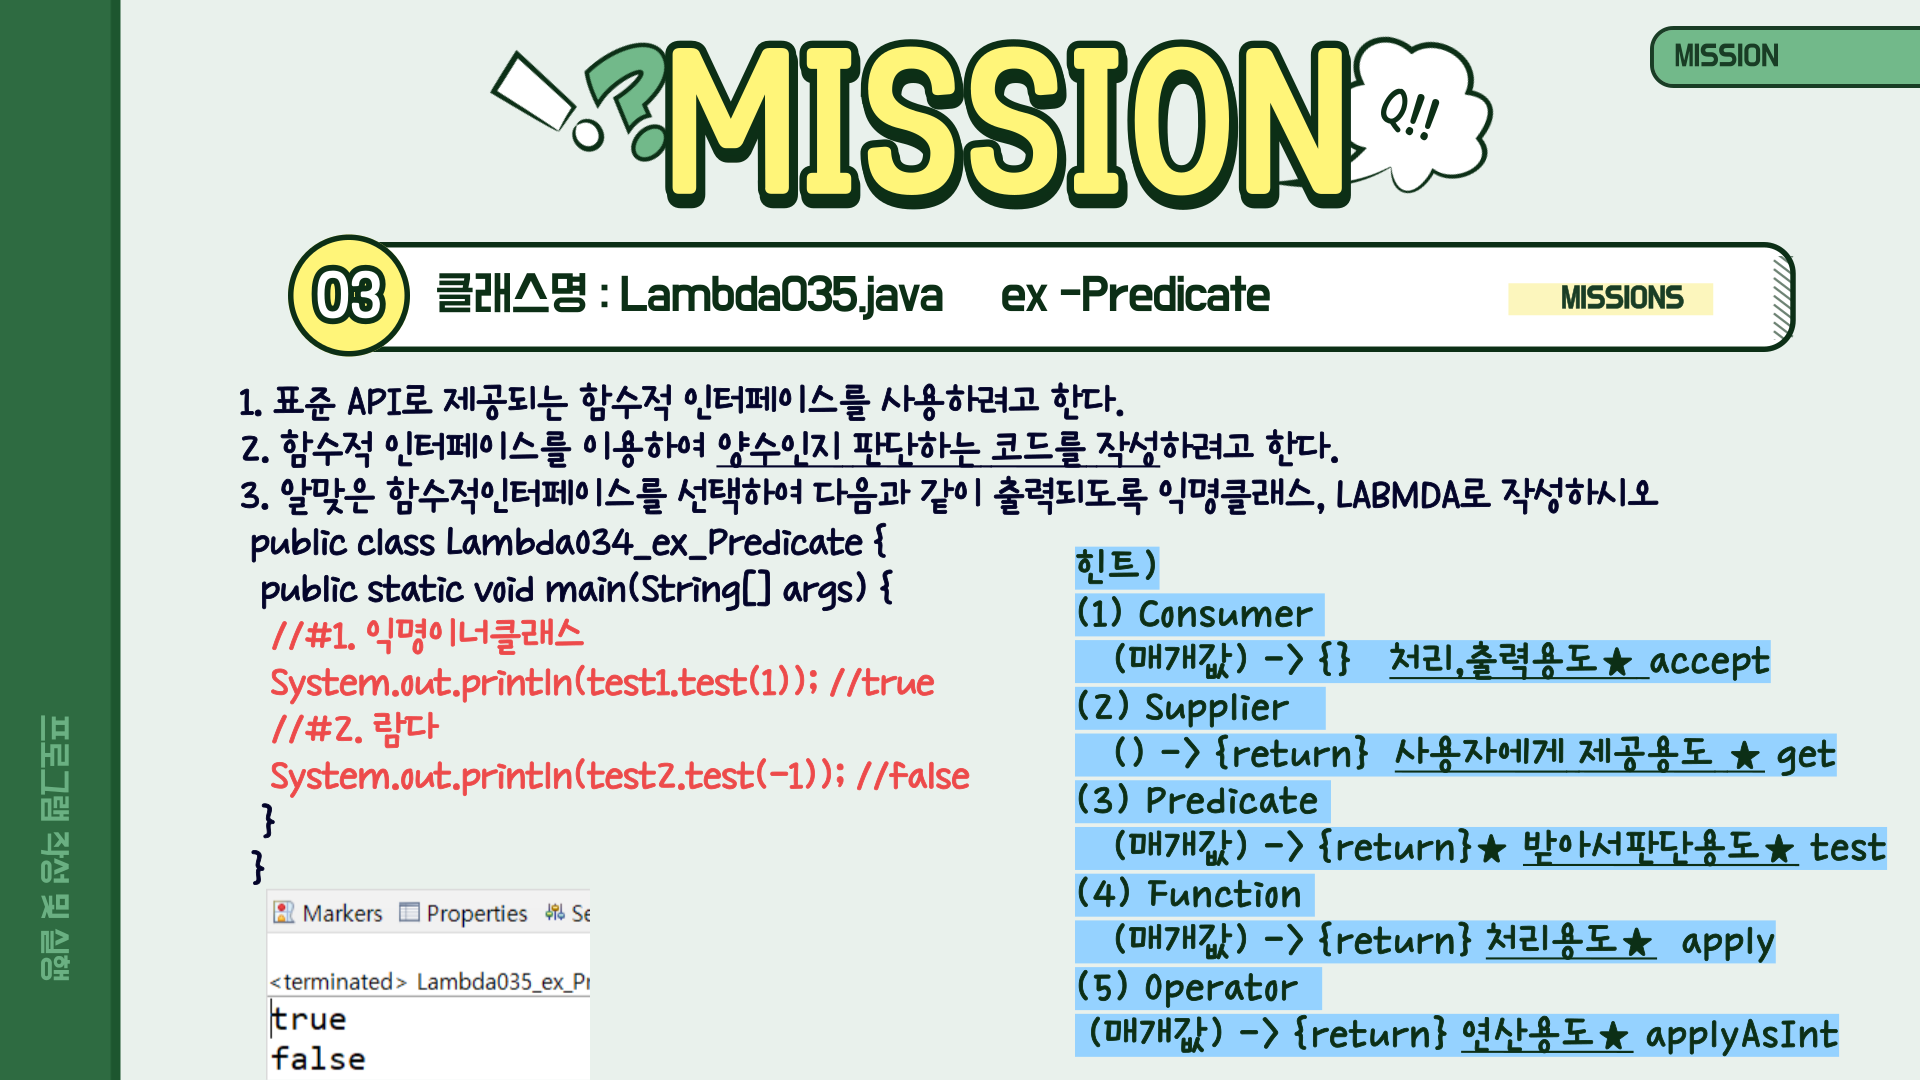 MISSION
!?MISSION
Q!!
03 클래스명 : Lambda035.java ex -Predicate MISSIONS
1. 표준 API로 제공되는 함수적 인터페이스를 사용하려고 한다.
2. 함수적 인터페이스를 이용하여 양수인지 판단하는 코드를 작성하려고 한다.
3. 알맞은 함수적인터페이스를 선택하여 다음과 같이 출력되도록 익명클래스, LABMDA로 작성하시오
public class Lambda034_ex_Predicate {
public static void main(String[] args) {
//#1. 익명이너클래스
System.out.println(test1.test(1)); //true
//#2. 람다
System.out.println(test2.test(-1)); //false
}
}
Markers Properties Se
<terminated> Lambda035_ex_Pr
true
false
힌트)
(1) Consumer
(매개값) -> {} 처리,출력용도★ accept
(2) Supplier
() -> {return} 사용자에게 제공용도 ★ get
(3) Predicate
(매개값) -> {return}★ 받아서판단용도★ test
(4) Function
(매개값) -> {return} 처리용도★ apply
(5) Operator
(매개값) -> {return} 연산용도★ applyAsInt
프로그램 작성 및 실행